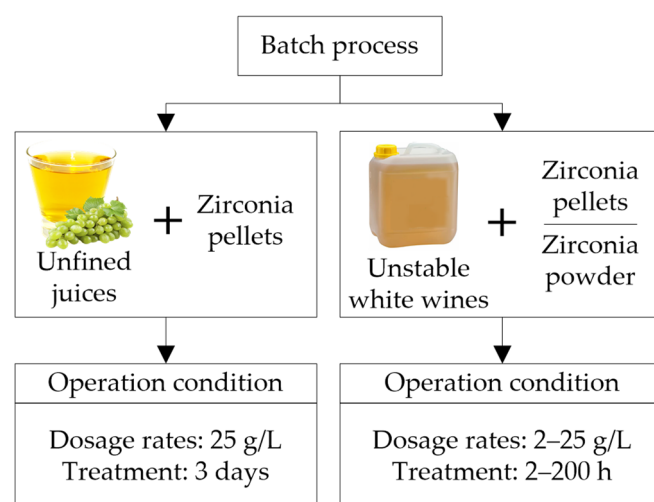 Batch process
Unfined
juices
+
Zirconia
pellets
Unstable
white wines
+
Zirconia
pellets
Zirconia
powder
Operation condition
Dosage rates: 25 g/L
Treatment: 3 days
Operation condition
Dosage rates: 2–25 g/L
Treatment: 2–200 h